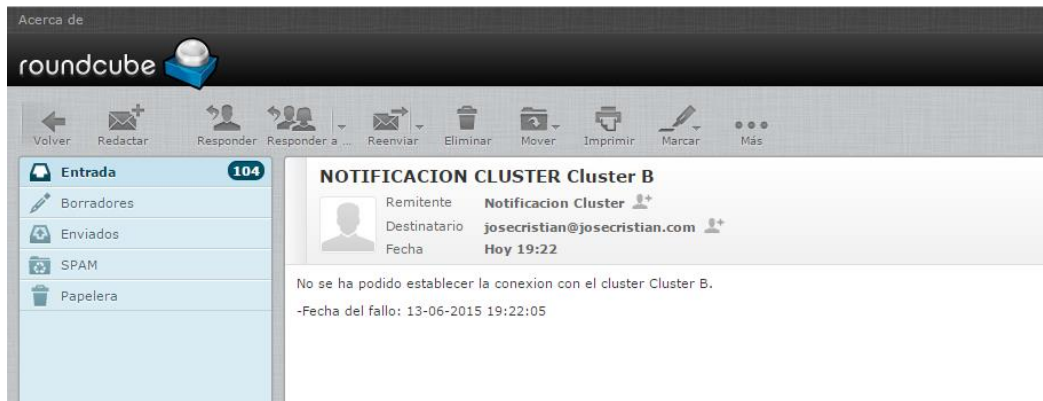 Acerca de
roundcube
Volver Redactar Responder Responder a ... Reenviar Eliminar Mover Imprimir Marcar Más
Entrada 104
Borradores
Enviados
SPAM
Papelera
NOTIFICACION CLUSTER Cluster B
Remitente Notificacion Cluster
Destinatario josecristian@josecristian.com
Fecha Hoy 19:22
No se ha podido establecer la conexion con el cluster Cluster B.
-Fecha del fallo: 13-06-2015 19:22:05